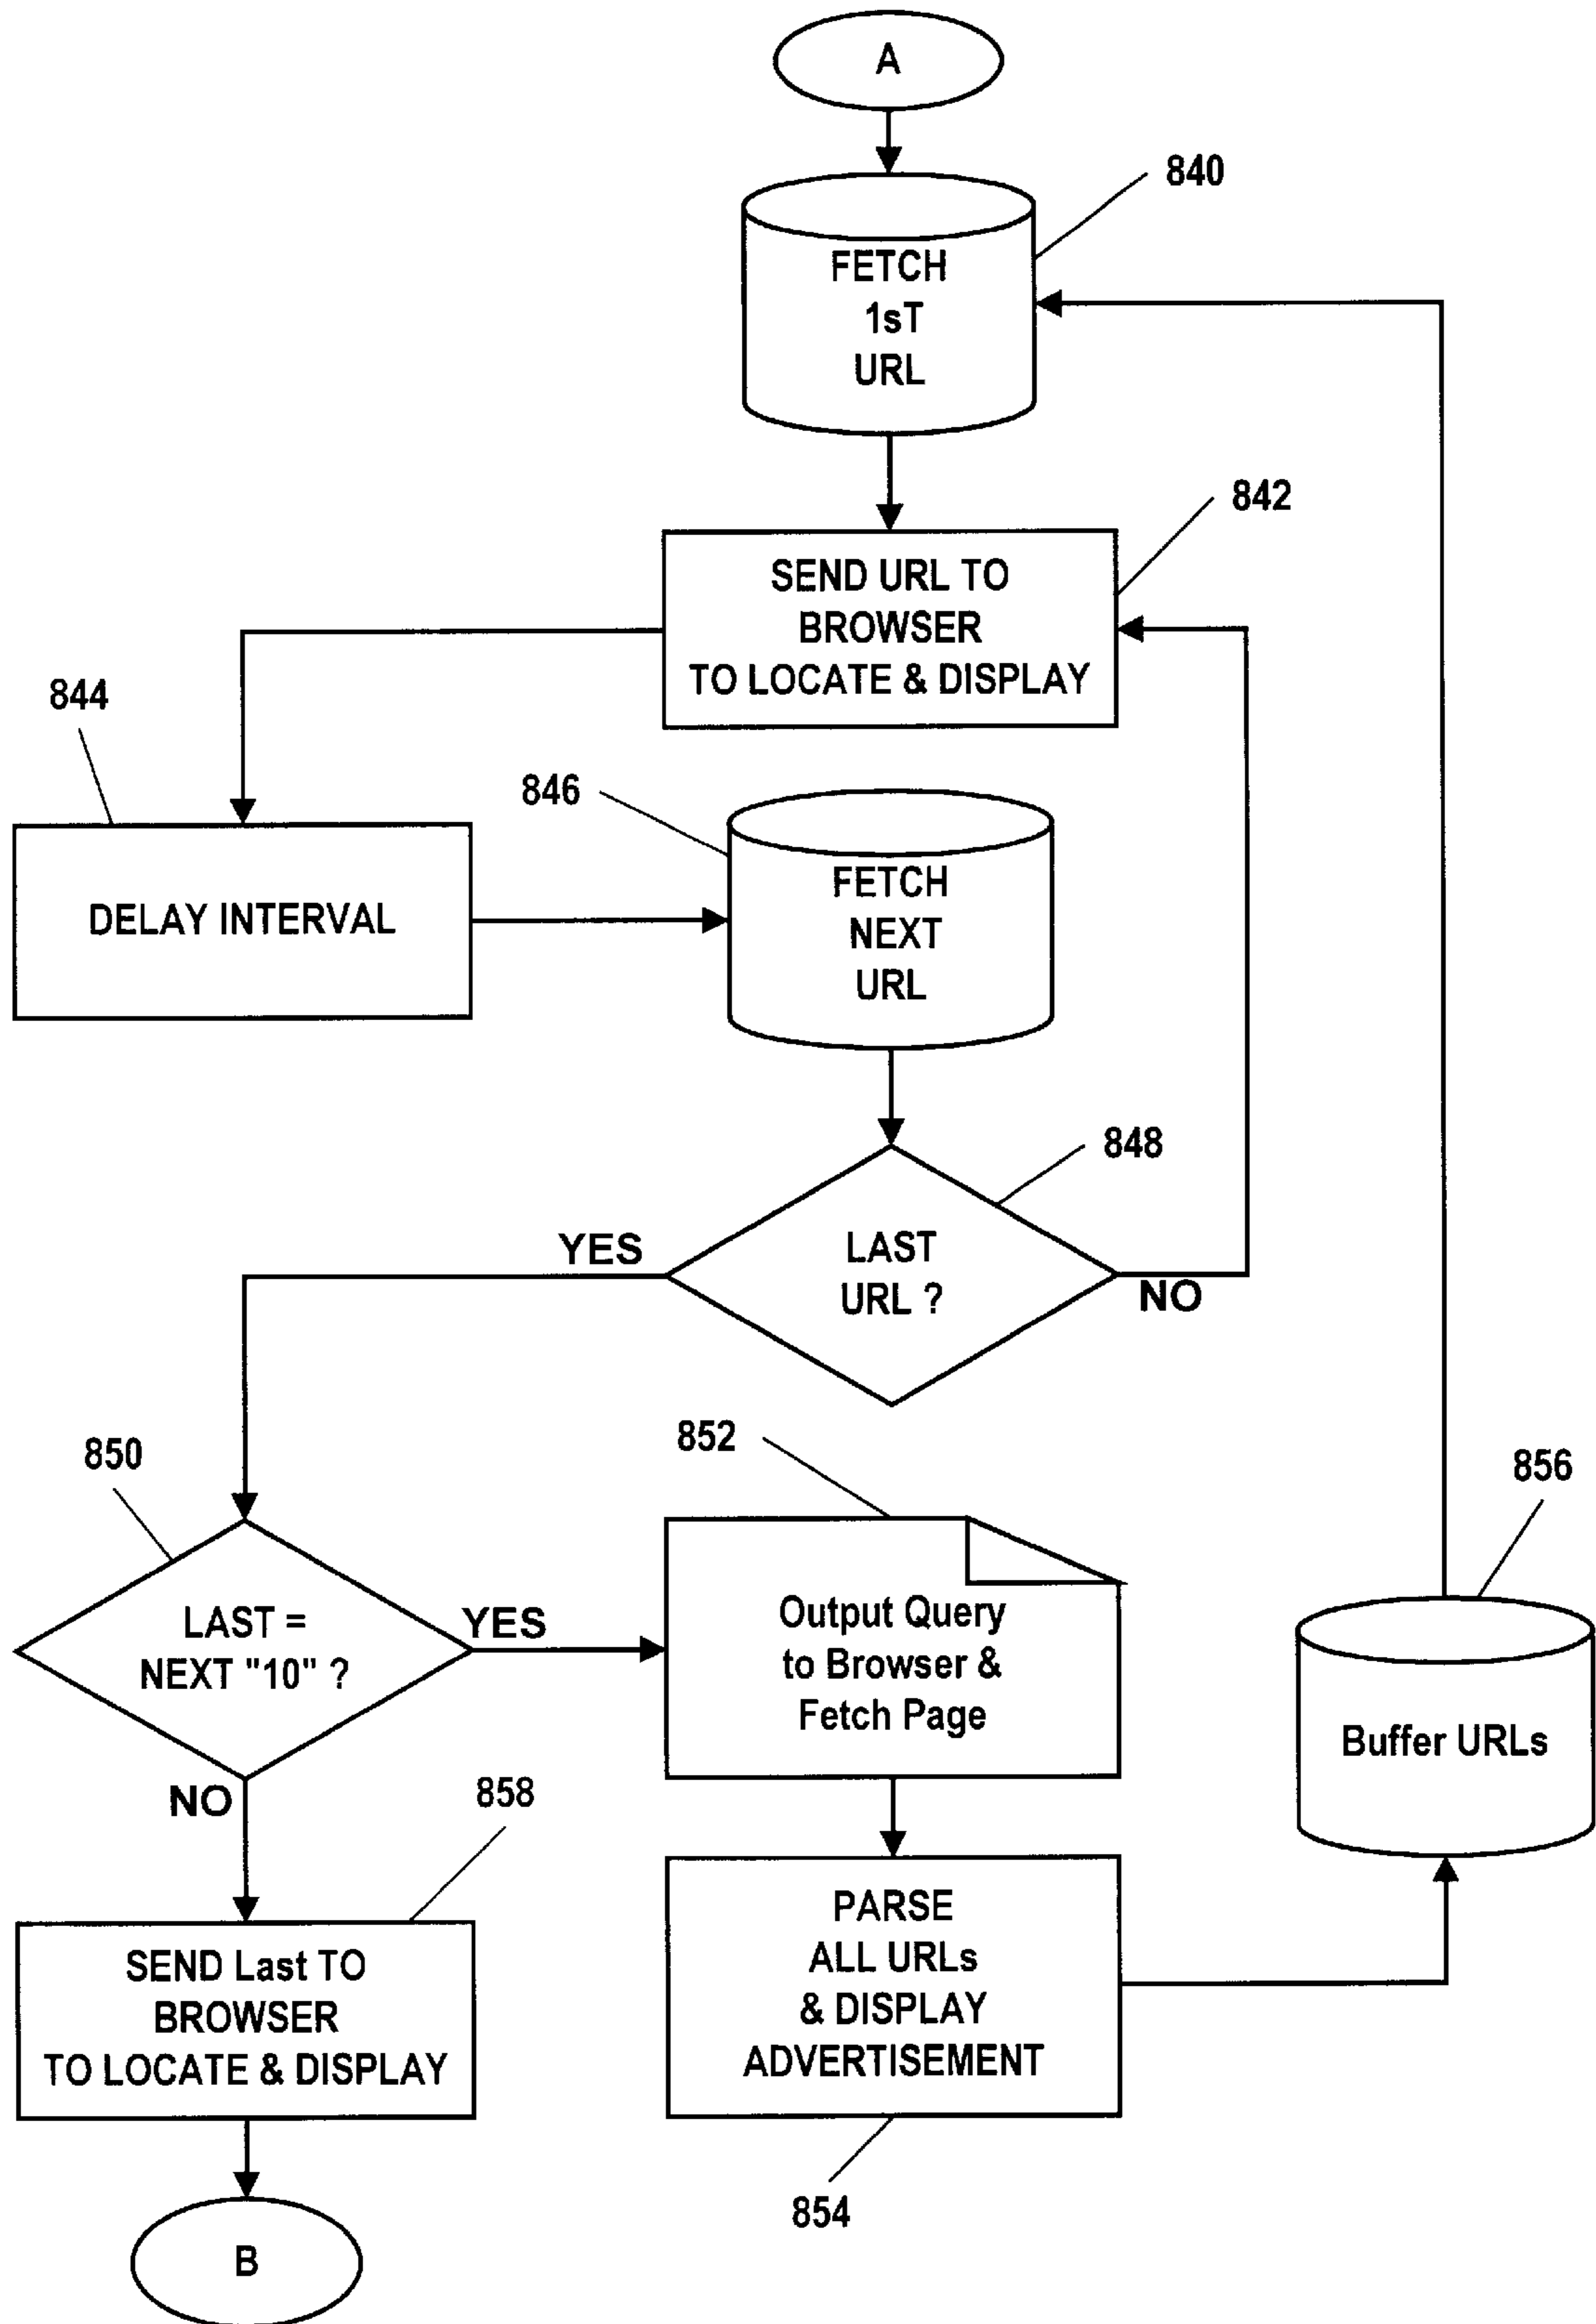 A
840
FETCH
1sT
URL
842
SEND URL TO
BROWSER
TO LOCATE & DISPLAY
844
846
DELAY INTERVAL
FETCH
NEXT
URL
848
YES
LAST
URL ?
NO
850
852
856
LAST =
NEXT "10" ?
YES
Output Query
to Browser &
Fetch Page
Buffer URLs
NO
858
SEND Last TO
BROWSER
TO LOCATE & DISPLAY
PARSE
ALL URLs
& DISPLAY
ADVERTISEMENT
854
B